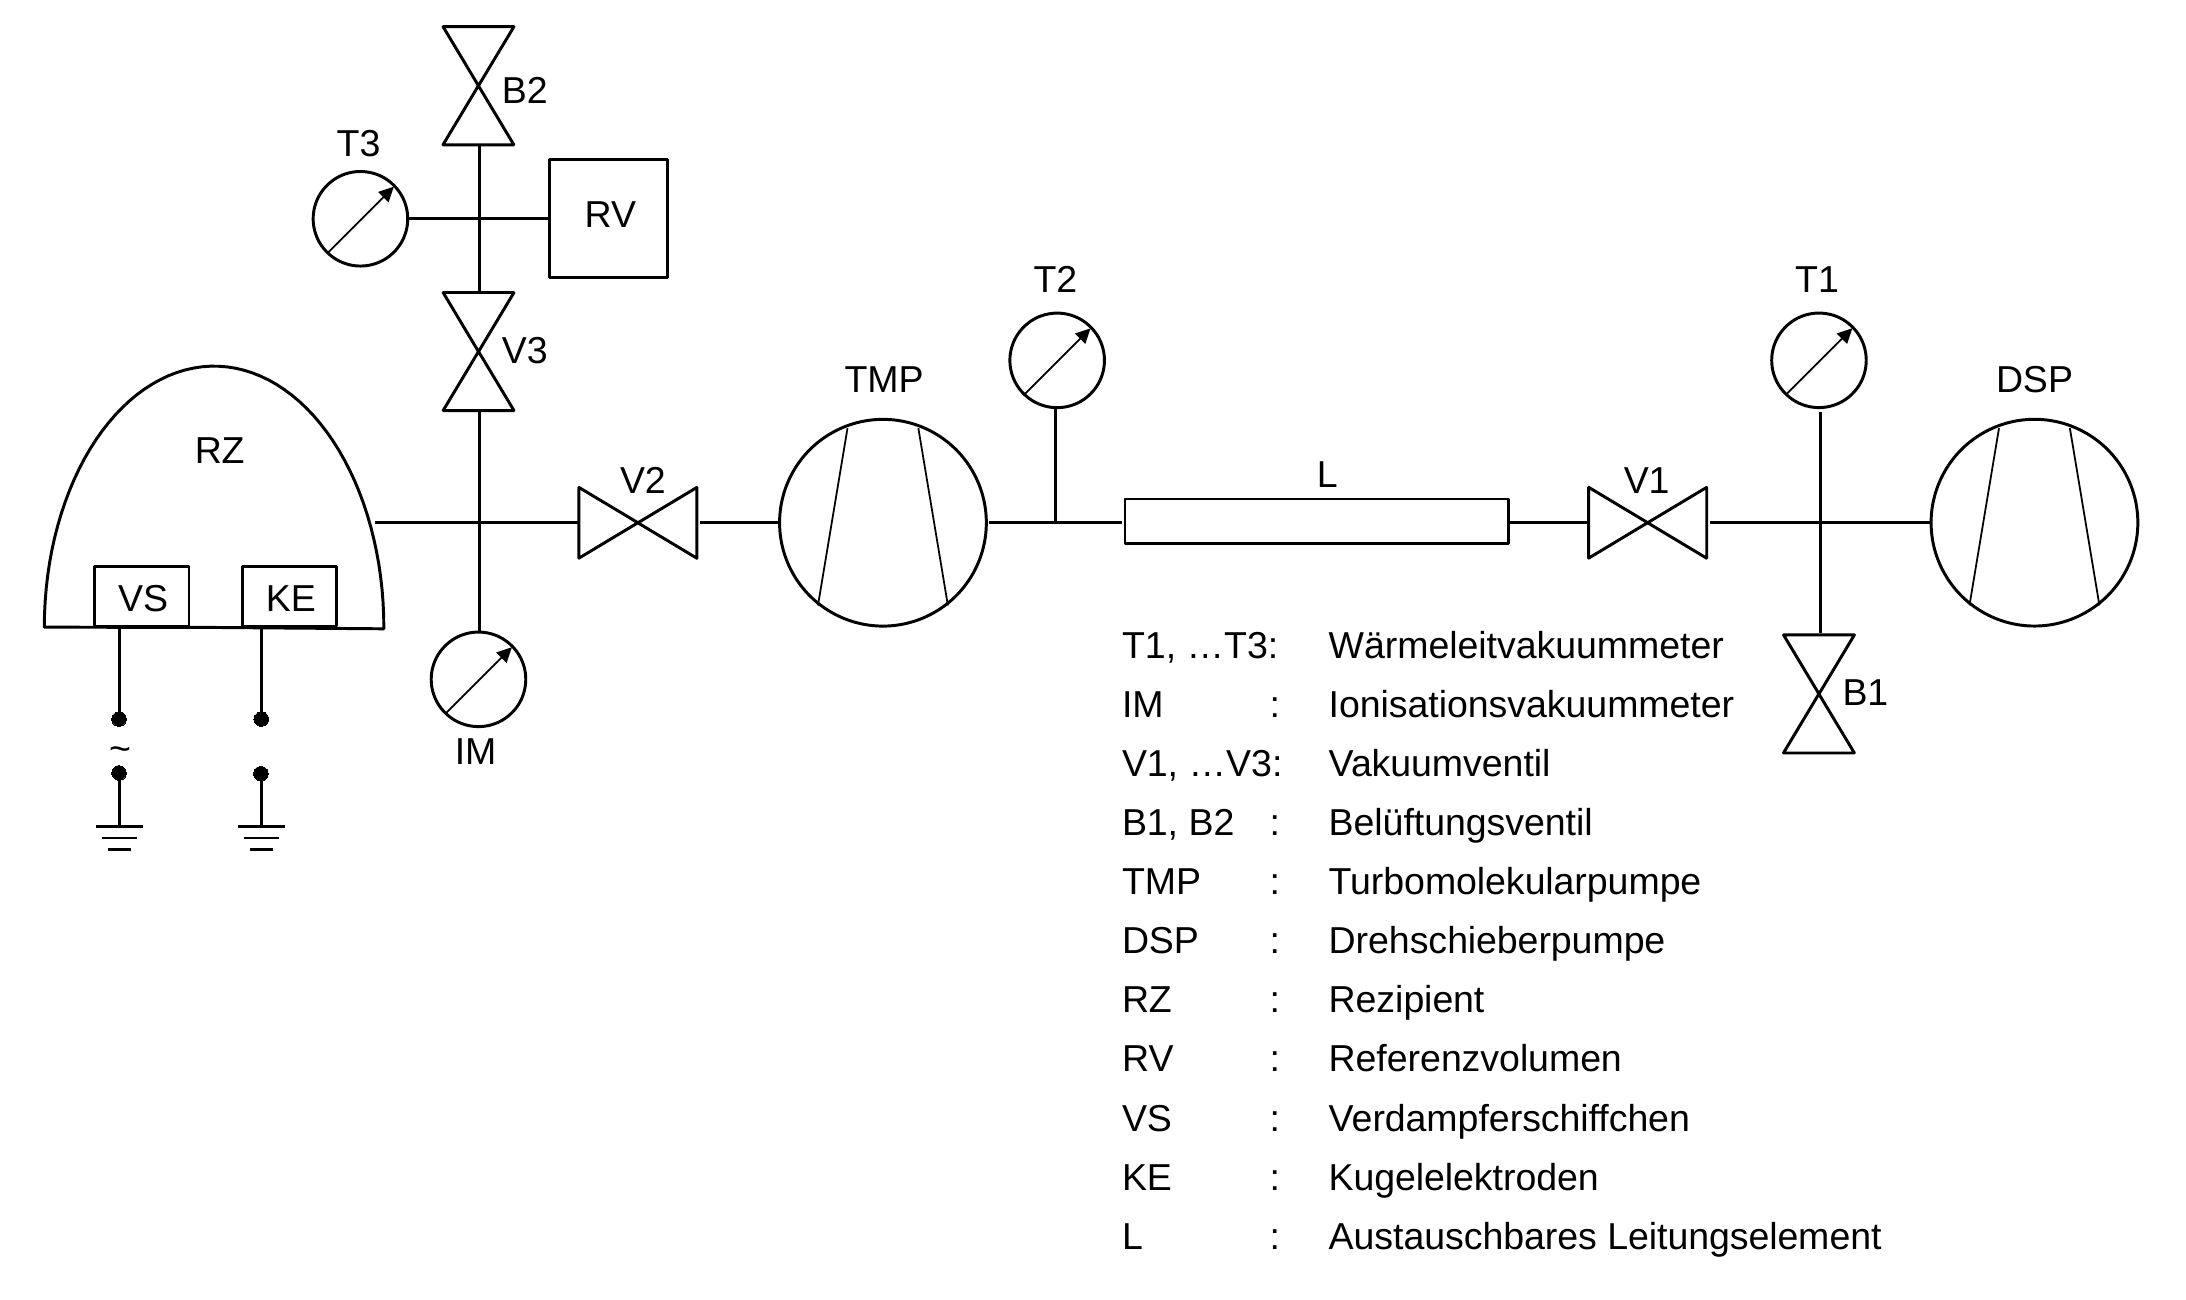 B2
T3
RV
T2
T1
V3
TMP
DSP
RZ
V2
L
V1
VS
KE
~
IM
B1
T1, …T3: Wärmeleitvakuummeter
IM : Ionisationsvakuummeter
V1, …V3: Vakuumventil
B1, B2 : Belüftungsventil
TMP : Turbomolekularpumpe
DSP : Drehschieberpumpe
RZ : Rezipient
RV : Referenzvolumen
VS : Verdampferschiffchen
KE : Kugelelektroden
L : Austauschbares Leitungselement